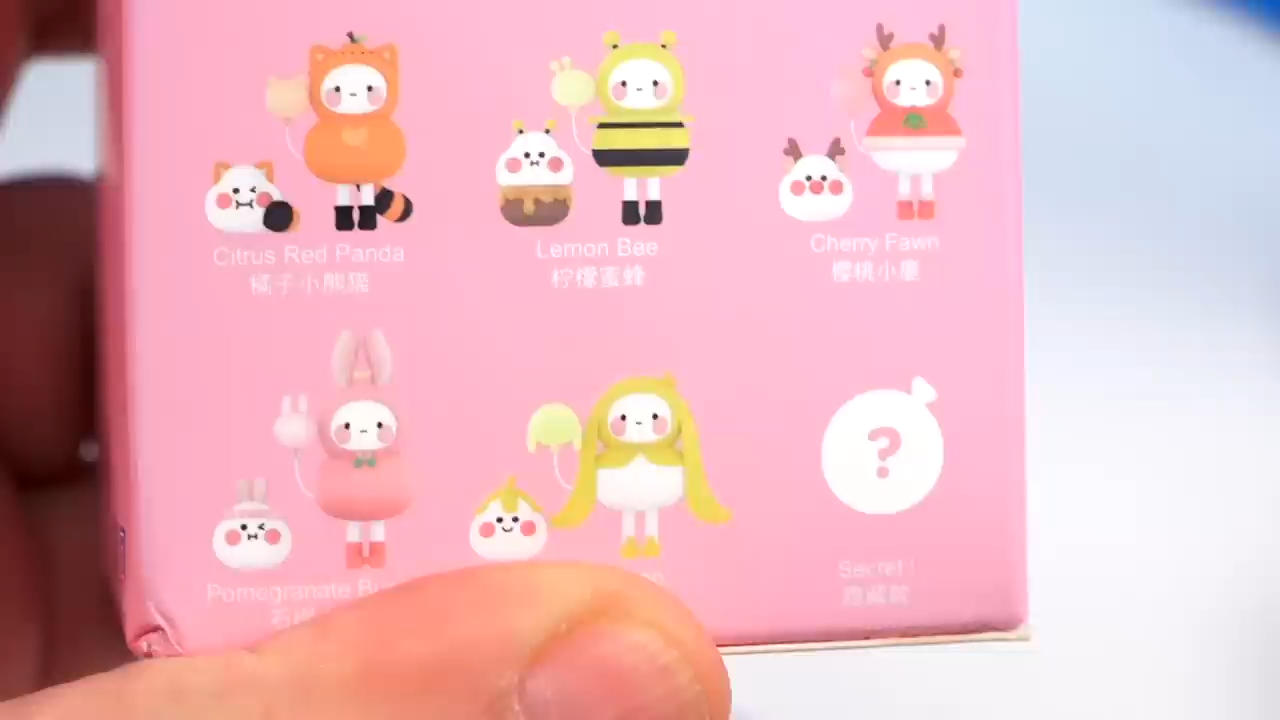 Citrus Red Panda
橘子小熊猫
Lemon Bee
柠檬蜜蜂
Cherry Fawn
樱桃小鹿
?
Pomegranate
Secret!
隐藏款